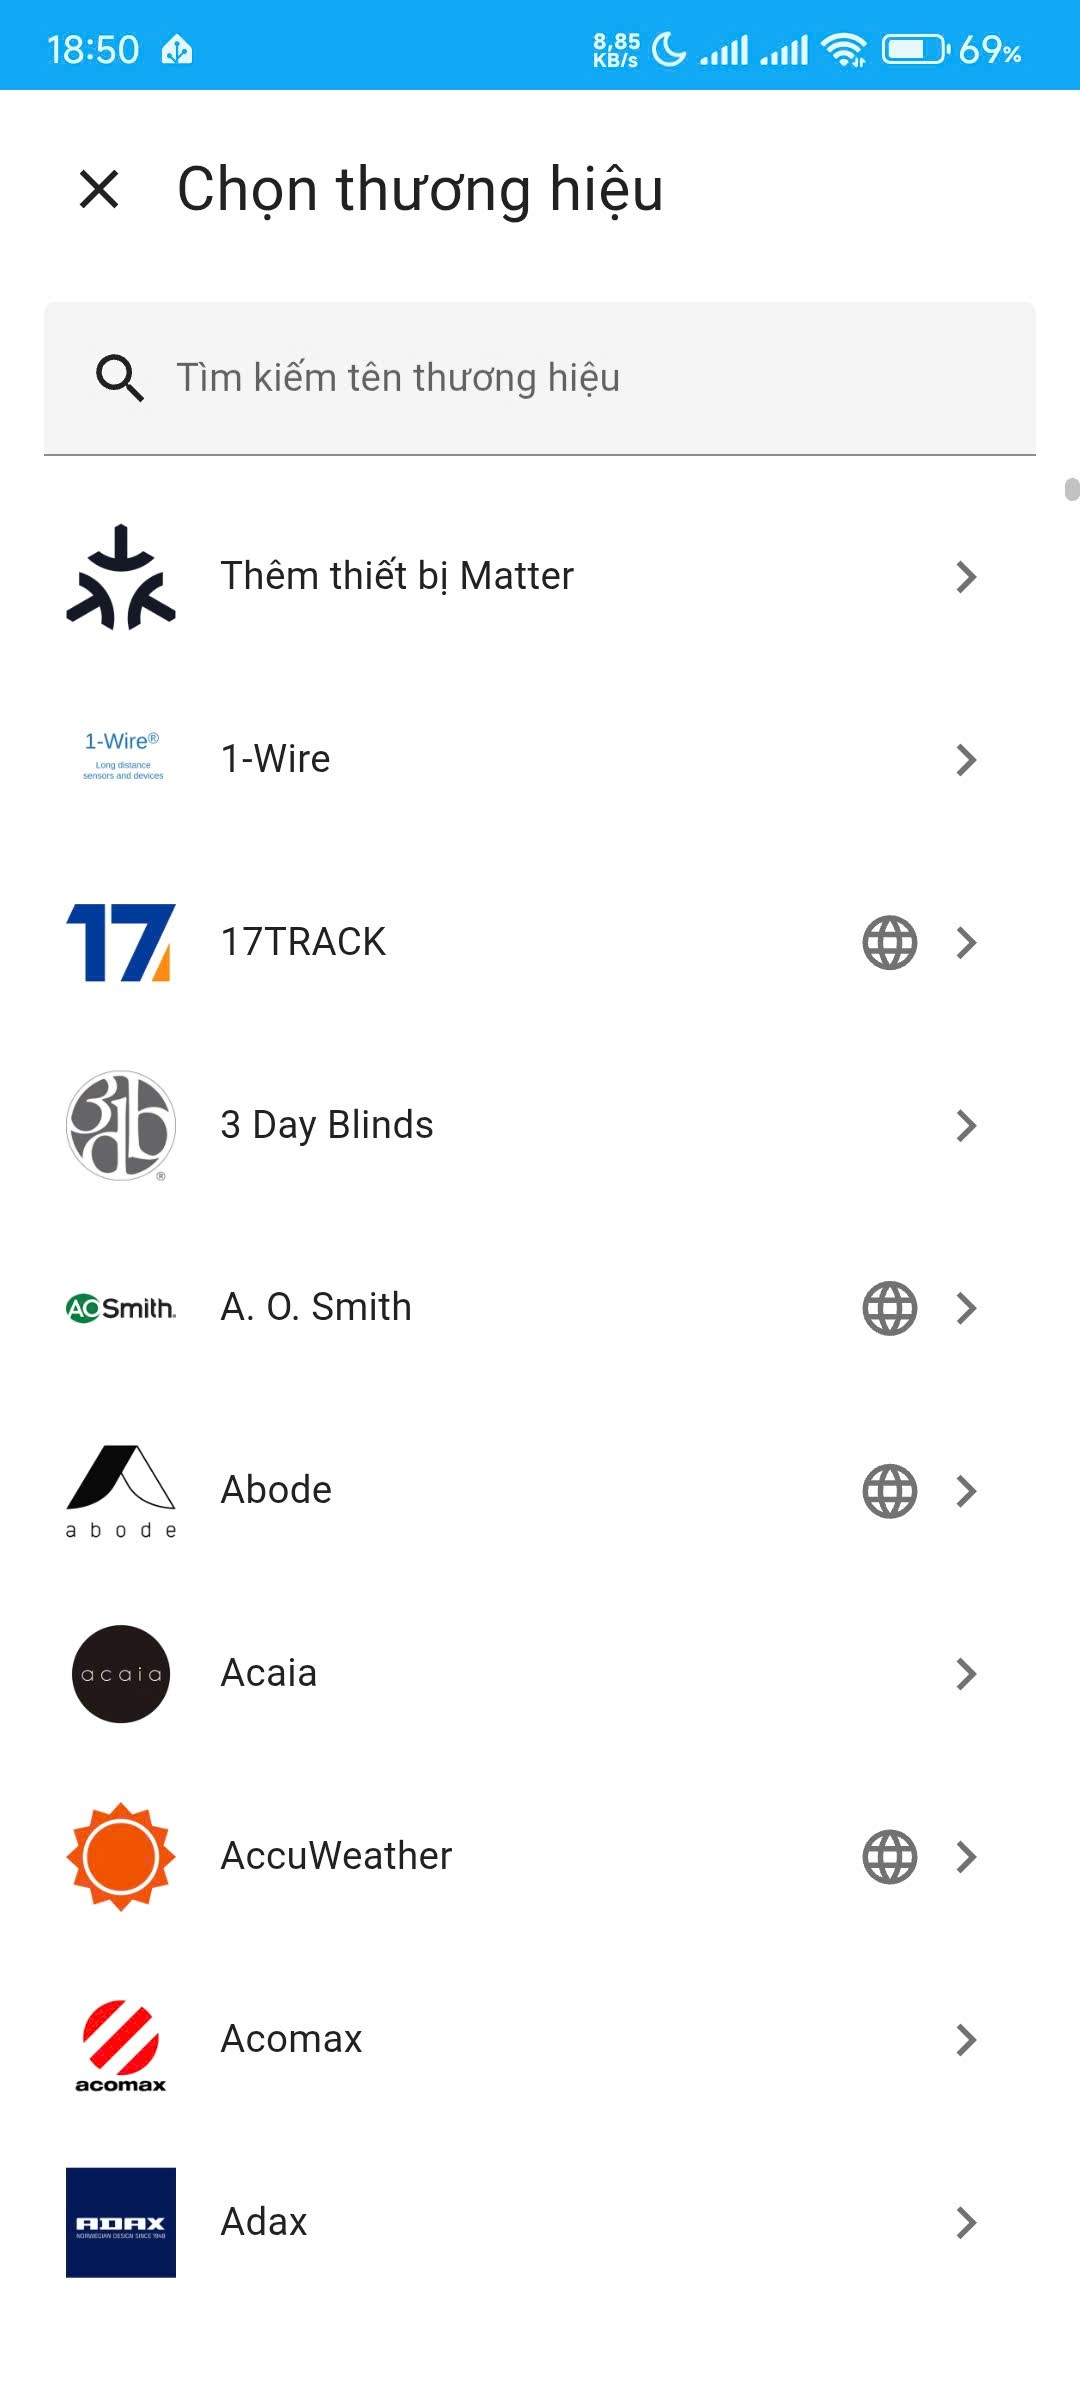 18:50
8,85
KB/s
69%
Chọn thương hiệu
Tìm kiếm tên thương hiệu
Thêm thiết bị Matter
1-Wire®
Long distance
sensors and devices
1-Wire
17
17TRACK
®
3 Day Blinds
AO Smith.
A. O. Smith
abode
Abode
acaia
Acaia
AccuWeather
acomax
Acomax
ADAX
NORWEGIAN DESIGN SINCE 1948
Adax